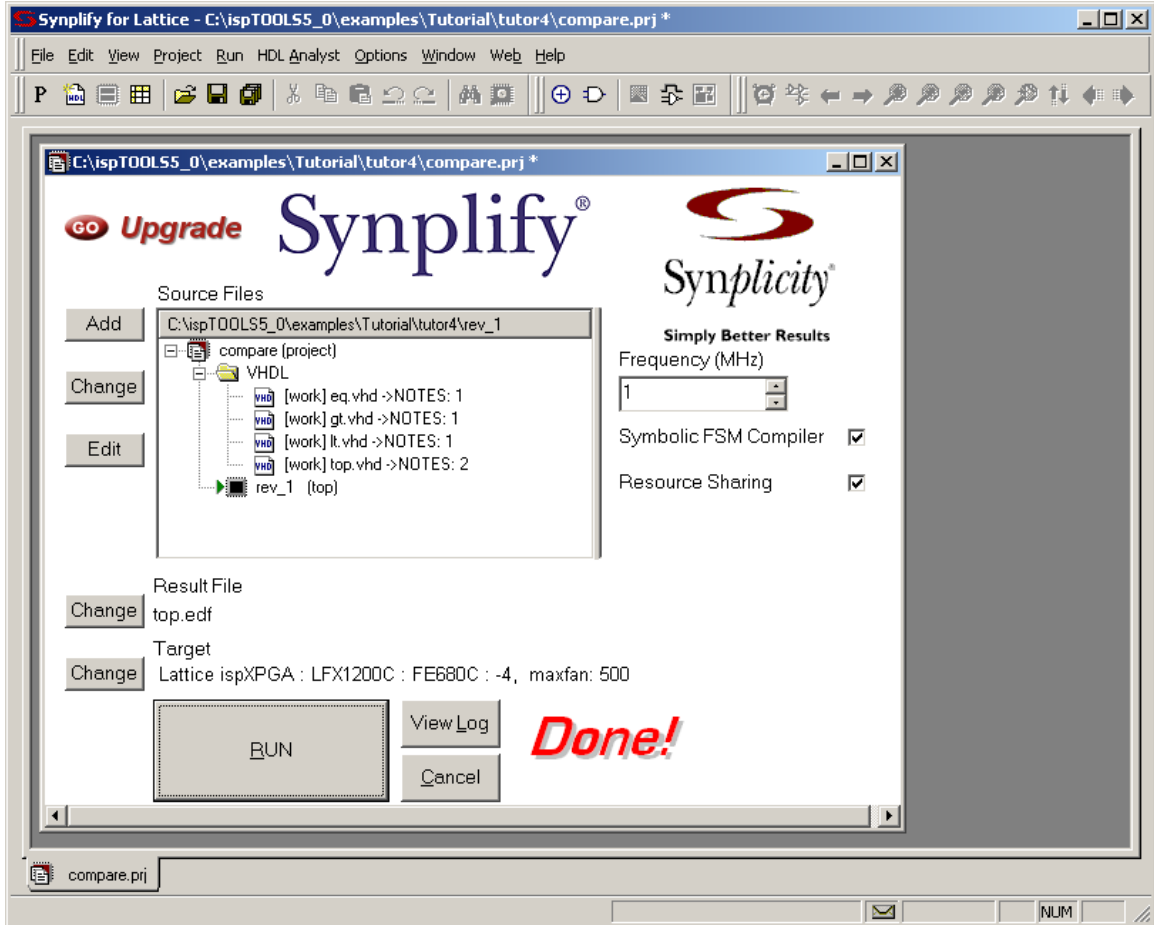 Synplify for Lattice - C:\ispTOOLS5_0\examples\Tutorial\tutor4\compare.prj *
File Edit View Project Run HDL Analyst Options Window Web Help
P
C:\ispTOOLS5_0\examples\Tutorial\tutor4\compare.prj *
GO Upgrade Synplify®
Synplicity®
Simply Better Results
Source Files
Add
C:\ispTOOLS5_0\examples\Tutorial\tutor4\rev_1
compare (project)
VHDL
[work] eq.vhd ->NOTES: 1
[work] gt.vhd ->NOTES: 1
[work] lt.vhd ->NOTES: 1
[work] top.vhd ->NOTES: 2
rev_1 (top)
Change
Edit
Frequency (MHz)
1
Symbolic FSM Compiler
Resource Sharing
Result File
Change
top.edf
Target
Change
Lattice ispXPGA : LFX1200C : FE680C : -4, maxfan: 500
RUN
View Log
Cancel
Done!
compare.prj
NUM